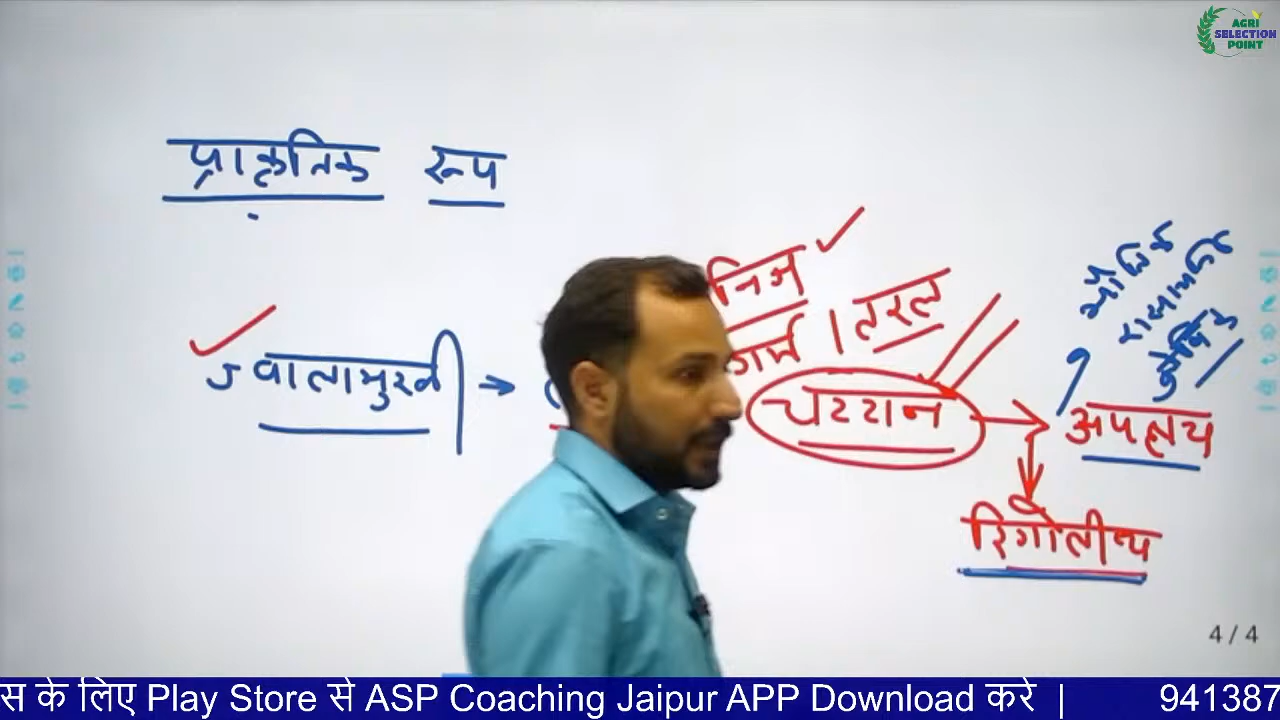 AGRI
SELECTION
POINT
प्राकृतिक रूप
निज
गर्म / तरल
ज्वालामुखी →
चट्टान → अपक्षय
भौतिक
रासायनिक
जैविक
रिगोलीथ
4 / 4
स के लिए Play Store से ASP Coaching Jaipur APP Download करे | 941387